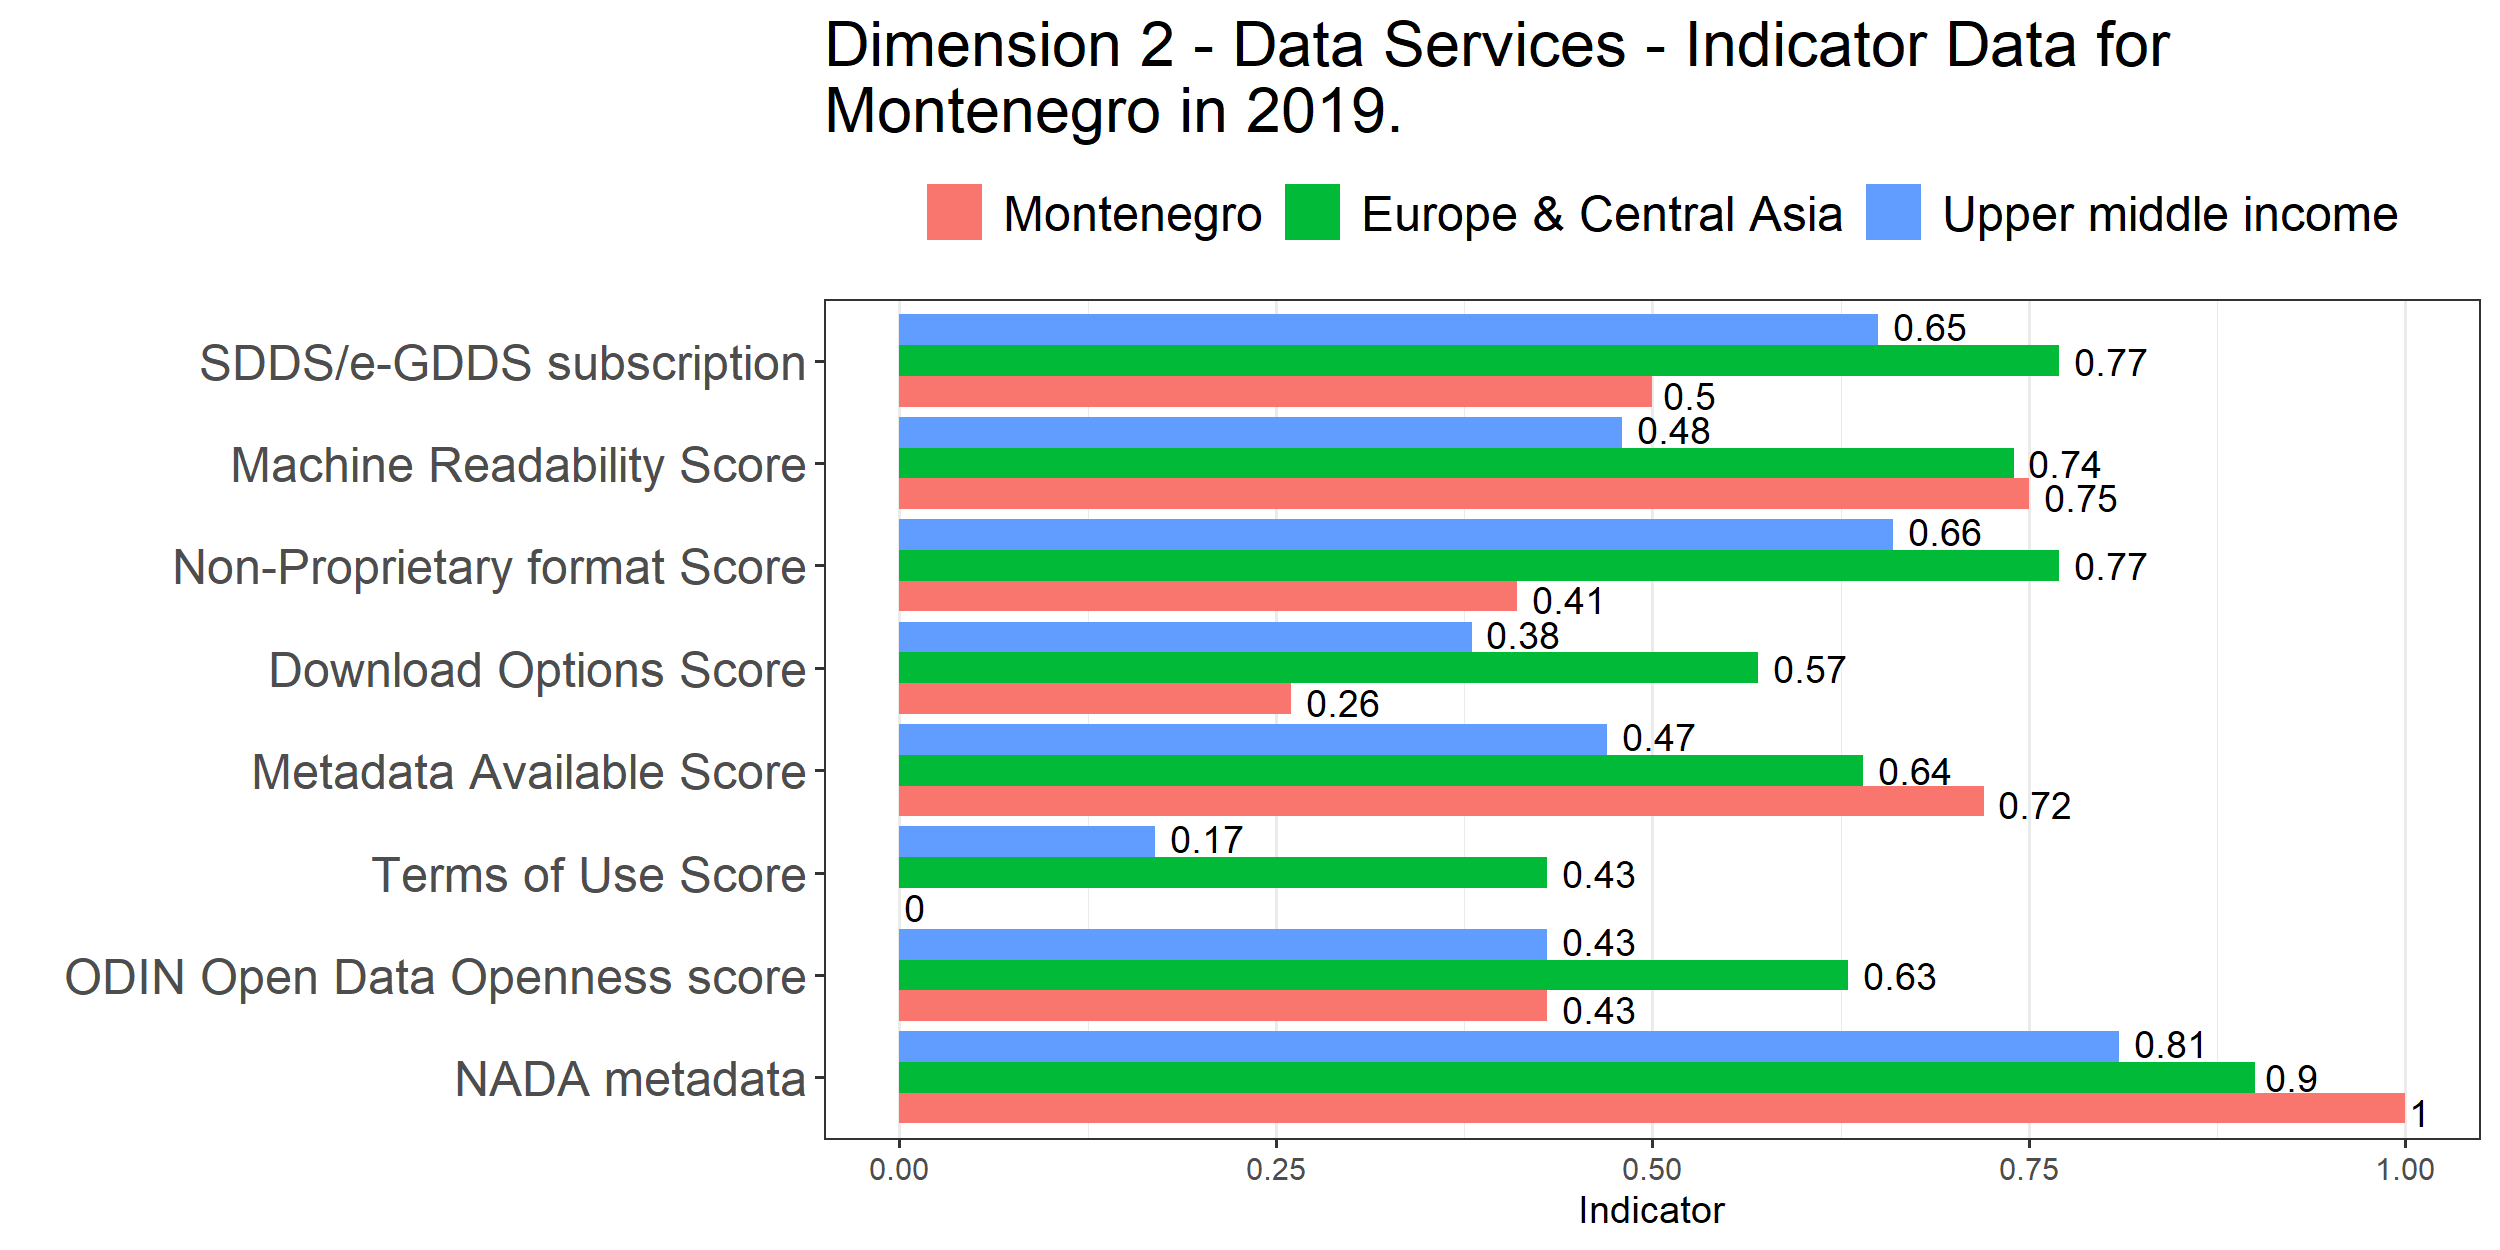 Dimension 2 - Data Services - Indicator Data for
Montenegro in 2019.
Montenegro Europe & Central Asia Upper middle income
SDDS/e-GDDS subscription
0.65
0.77
0.5
Machine Readability Score
0.48
0.74
0.75
Non-Proprietary format Score
0.66
0.77
0.41
Download Options Score
0.38
0.57
0.26
Metadata Available Score
0.47
0.64
0.72
Terms of Use Score
0.17
0.43
0
ODIN Open Data Openness score
0.43
0.63
0.43
NADA metadata
0.81
0.9
1
0.00 0.25 0.50 0.75 1.00
Indicator